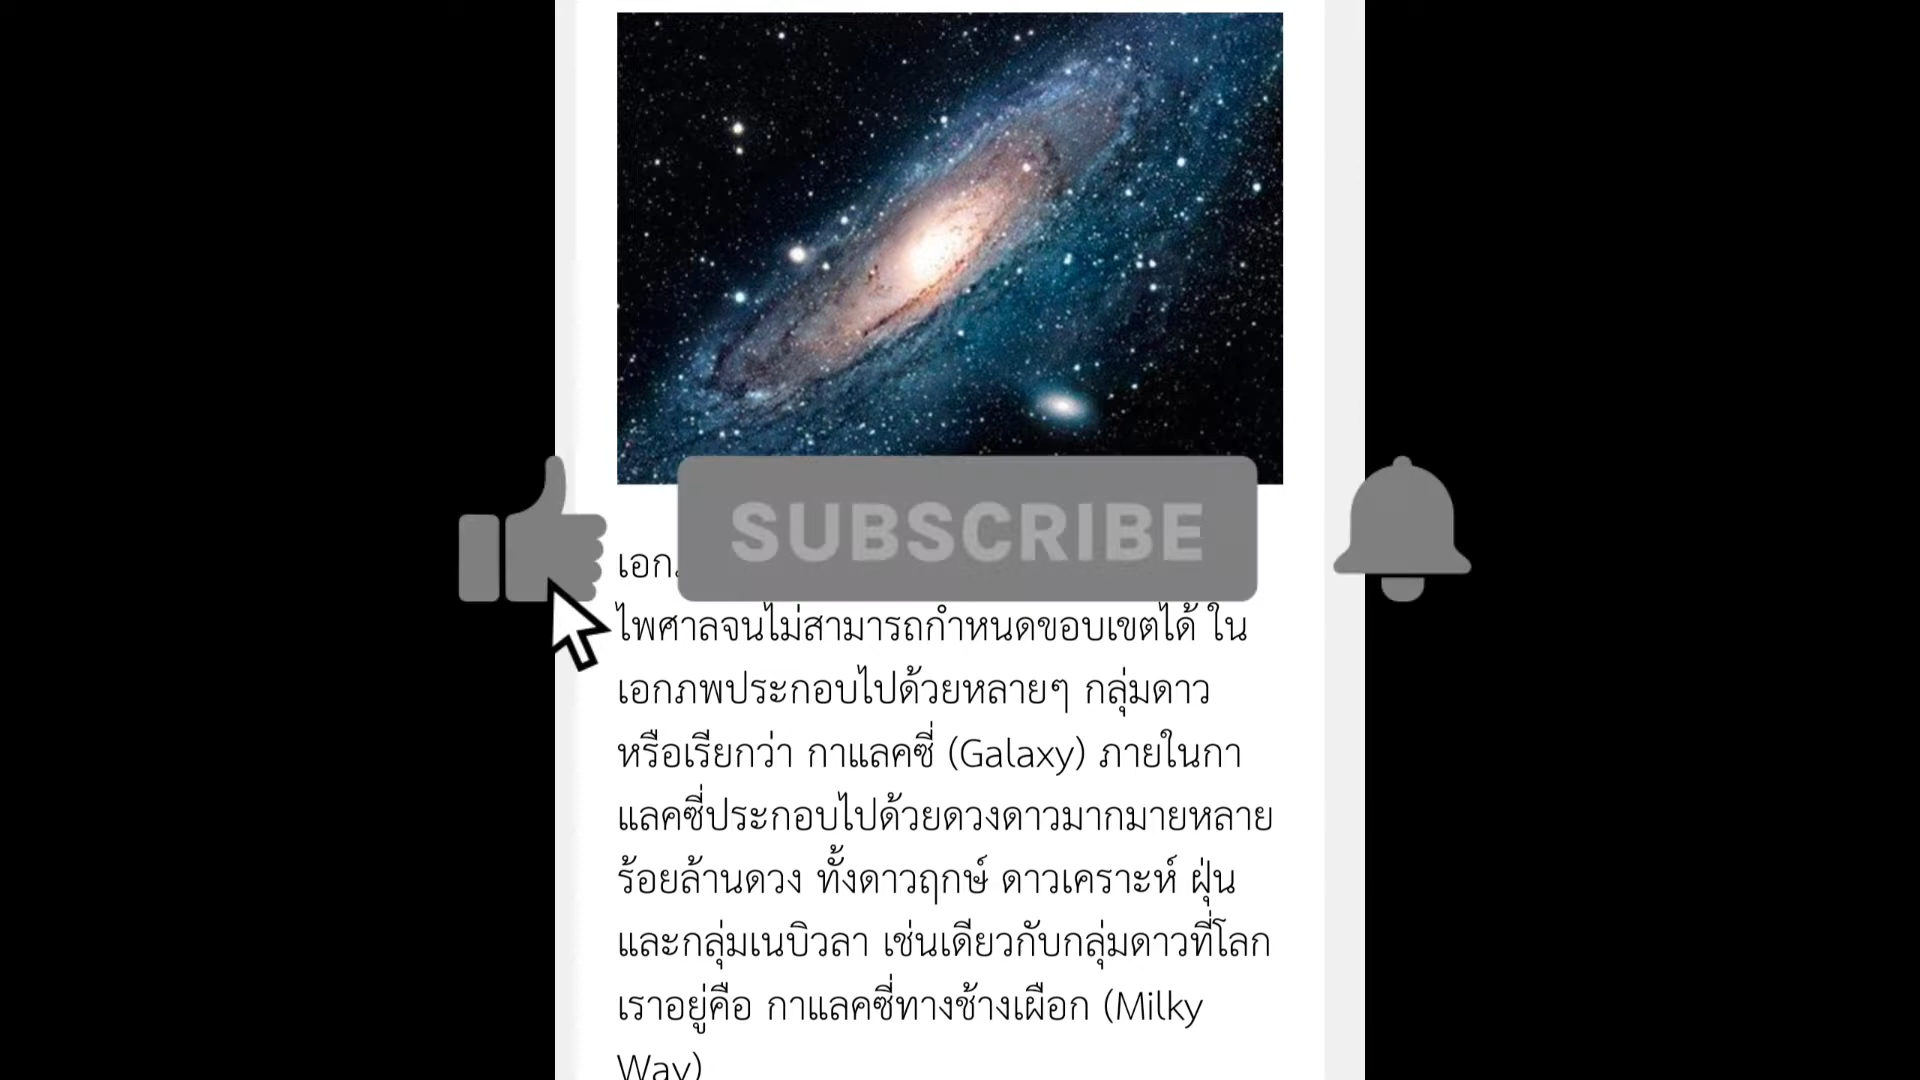 SUBSCRIBE
ไพศาลจนไม่สามารถกำหนดขอบเขตได้ ใน
เอกภพประกอบไปด้วยหลายๆ กลุ่มดาว
หรือเรียกว่า กาแลคซี่ (Galaxy) ภายในกา
แลคซี่ประกอบไปด้วยดวงดาวมากมายหลาย
ร้อยล้านดวง ทั้งดาวฤกษ์ ดาวเคราะห์ ฝุ่น
และกลุ่มเนบิวลา เช่นเดียวกับกลุ่มดาวที่โลก
เราอยู่คือ กาแลคซี่ทางช้างเผือก (Milky
Way)